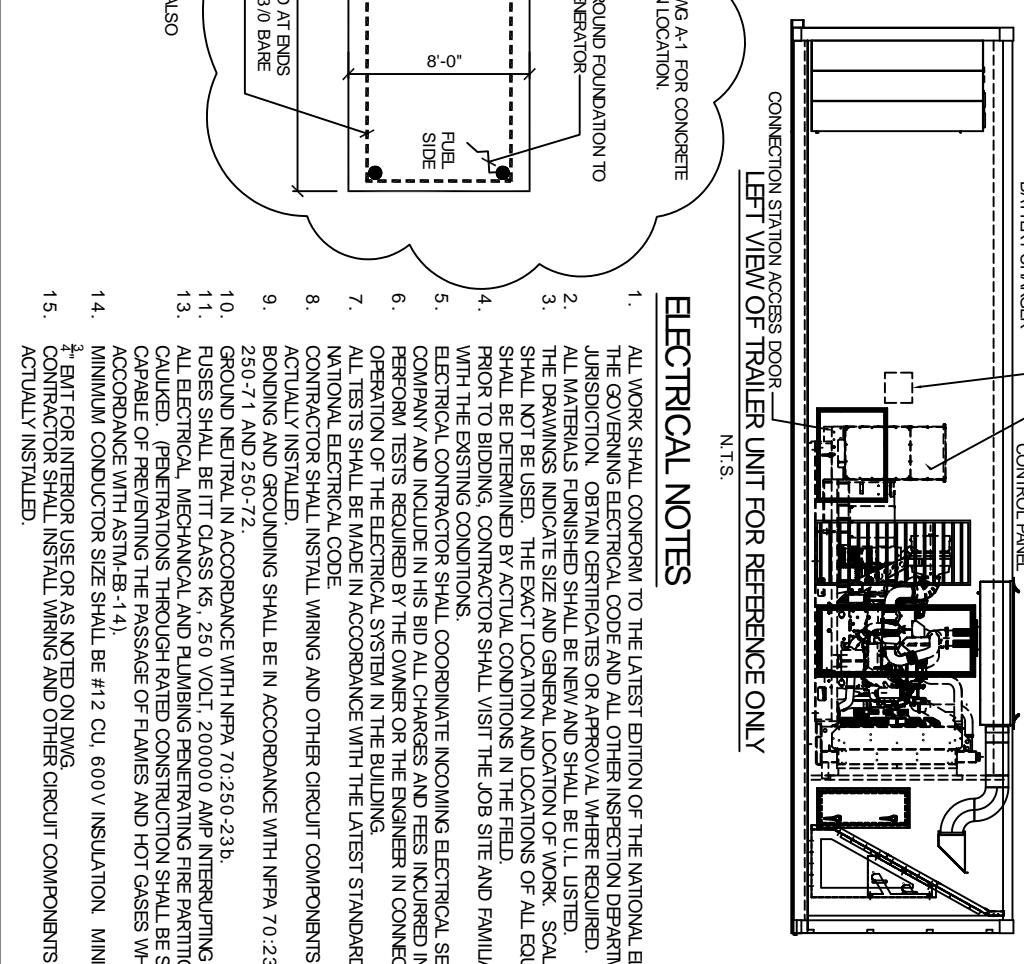 BATTERY CHARGER
CONTROL PANEL
CONNECTION STATION ACCESS DOOR
LEFT VIEW OF TRAILER UNIT FOR REFERENCE ONLY
N.T.S.
WG A-1 FOR CONCRETE
N LOCATION.
ROUND FOUNDATION TO
ENERATOR
8'-0"
FUEL
SIDE
D AT ENDS
3/0 BARE
ALSO
ELECTRICAL NOTES
1. ALL WORK SHALL CONFORM TO THE LATEST EDITION OF THE NATIONAL EL
THE GOVERNING ELECTRICAL CODE AND ALL OTHER INSPECTION DEPARTM
JURISDICTION. OBTAIN CERTIFICATES OR APPROVAL WHERE REQUIRED.
2. ALL MATERIALS FURNISHED SHALL BE NEW AND SHALL BE U.L. LISTED.
3. THE DRAWINGS INDICATE SIZE AND GENERAL LOCATION OF WORK. SCAL
SHALL NOT BE USED. THE EXACT LOCATION AND LOCATIONS OF ALL EQU
SHALL BE DETERMINED BY ACTUAL CONDITIONS IN THE FIELD.
4. PRIOR TO BIDDING, CONTRACTOR SHALL VISIT THE JOB SITE AND FAMILIA
WITH THE EXISTING CONDITIONS.
5. ELECTRICAL CONTRACTOR SHALL COORDINATE INCOMING ELECTRICAL SE
COMPANY AND INCLUDE IN HIS BID ALL CHARGES AND FEES INCURRED IN
6. PERFORM TESTS REQUIRED BY THE OWNER OR THE ENGINEER IN CONNEC
OPERATION OF THE ELECTRICAL SYSTEM IN THE BUILDING.
7. ALL TESTS SHALL BE MADE IN ACCORDANCE WITH THE LATEST STANDARD
NATIONAL ELECTRICAL CODE.
8. CONTRACTOR SHALL INSTALL WIRING AND OTHER CIRCUIT COMPONENTS
ACTUALLY INSTALLED.
9. BONDING AND GROUNDING SHALL BE IN ACCORDANCE WITH NFPA 70:23
250-71 AND 250-72.
10. GROUND NEUTRAL IN ACCORDANCE WITH NFPA 70:250-23b.
11. FUSES SHALL BE ITT CLASS K5, 250 VOLT, 200000 AMP INTERRUPTING
13. ALL ELECTRICAL, MECHANICAL AND PLUMBING PENETRATING FIRE PARTITIO
CAULKED. (PENETRATIONS THROUGH RATED CONSTRUCTION SHALL BE S
CAPABLE OF PREVENTING THE PASSAGE OF FLAMES AND HOT GASES WH
ACCORDANCE WITH ASTM-E8-14).
14. MINIMUM CONDUCTOR SIZE SHALL BE #12 CU, 600V INSULATION. MINI
3/4" EMT FOR INTERIOR USE OR AS NOTED ON DWG.
15. CONTRACTOR SHALL INSTALL WIRING AND OTHER CIRCUIT COMPONENTS
ACTUALLY INSTALLED.